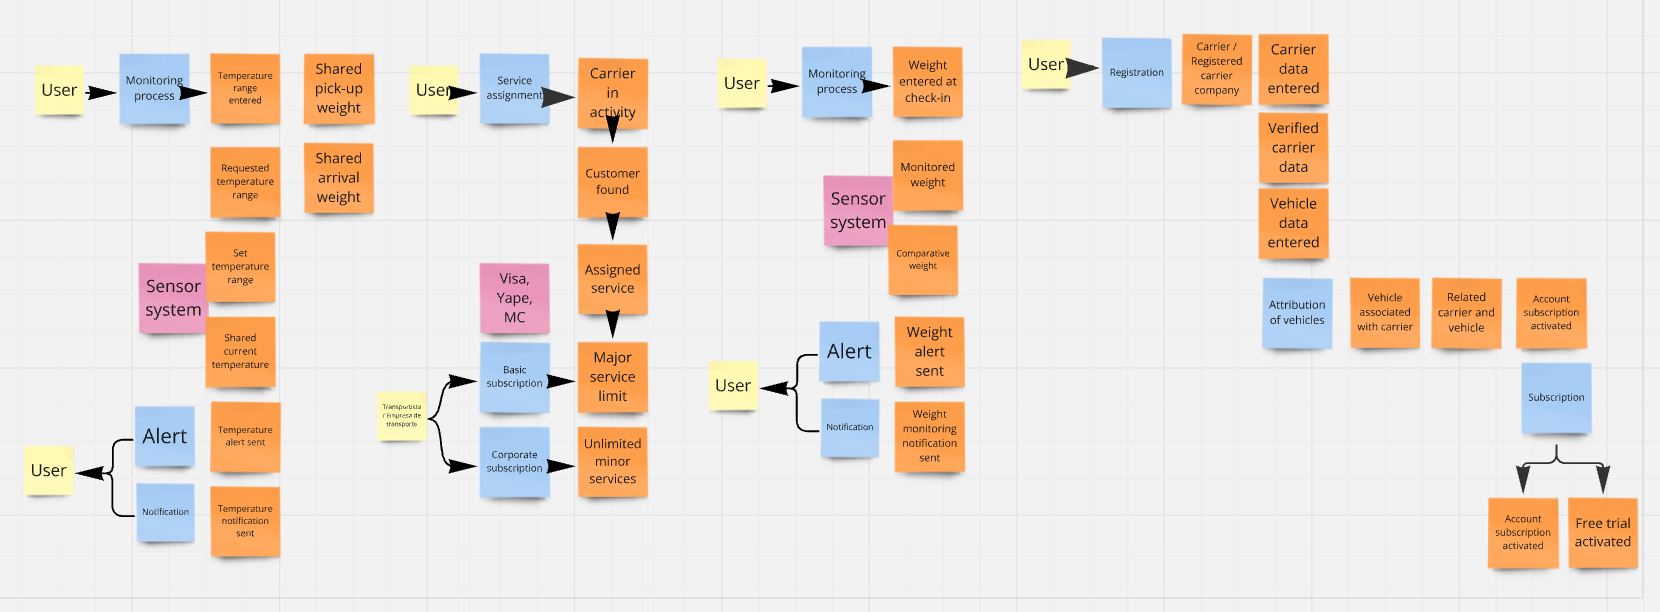 User
Monitoring
process
Temperature
range
entered
Shared
pick-up
weight
Requested
temperature
range
Shared
arrival
weight
Set
temperature
range
Sensor
system
Shared
current
temperature
Alert
Temperature
alert sent
User
Notification
Temperature
notification
sent
User
Service
assignment
Carrier
in
activity
Customer
found
Assigned
service
Visa,
Yape,
MC
Basic
subscription
Major
service
limit
Transportista
/ Empresa de
transporte
Corporate
subscription
Unlimited
minor
services
User
Monitoring
process
Weight
entered at
check-in
Monitored
weight
Sensor
system
Comparative
weight
Alert
Weight
alert
sent
User
Notification
Weight
monitoring
notification
sent
User
Registration
Carrier /
Registered
carrier
company
Carrier
data
entered
Verified
carrier
data
Vehicle
data
entered
Attribution
of vehicles
Vehicle
associated
with carrier
Related
carrier and
vehicle
Account
subscription
activated
Subscription
Account
subscription
activated
Free trial
activated